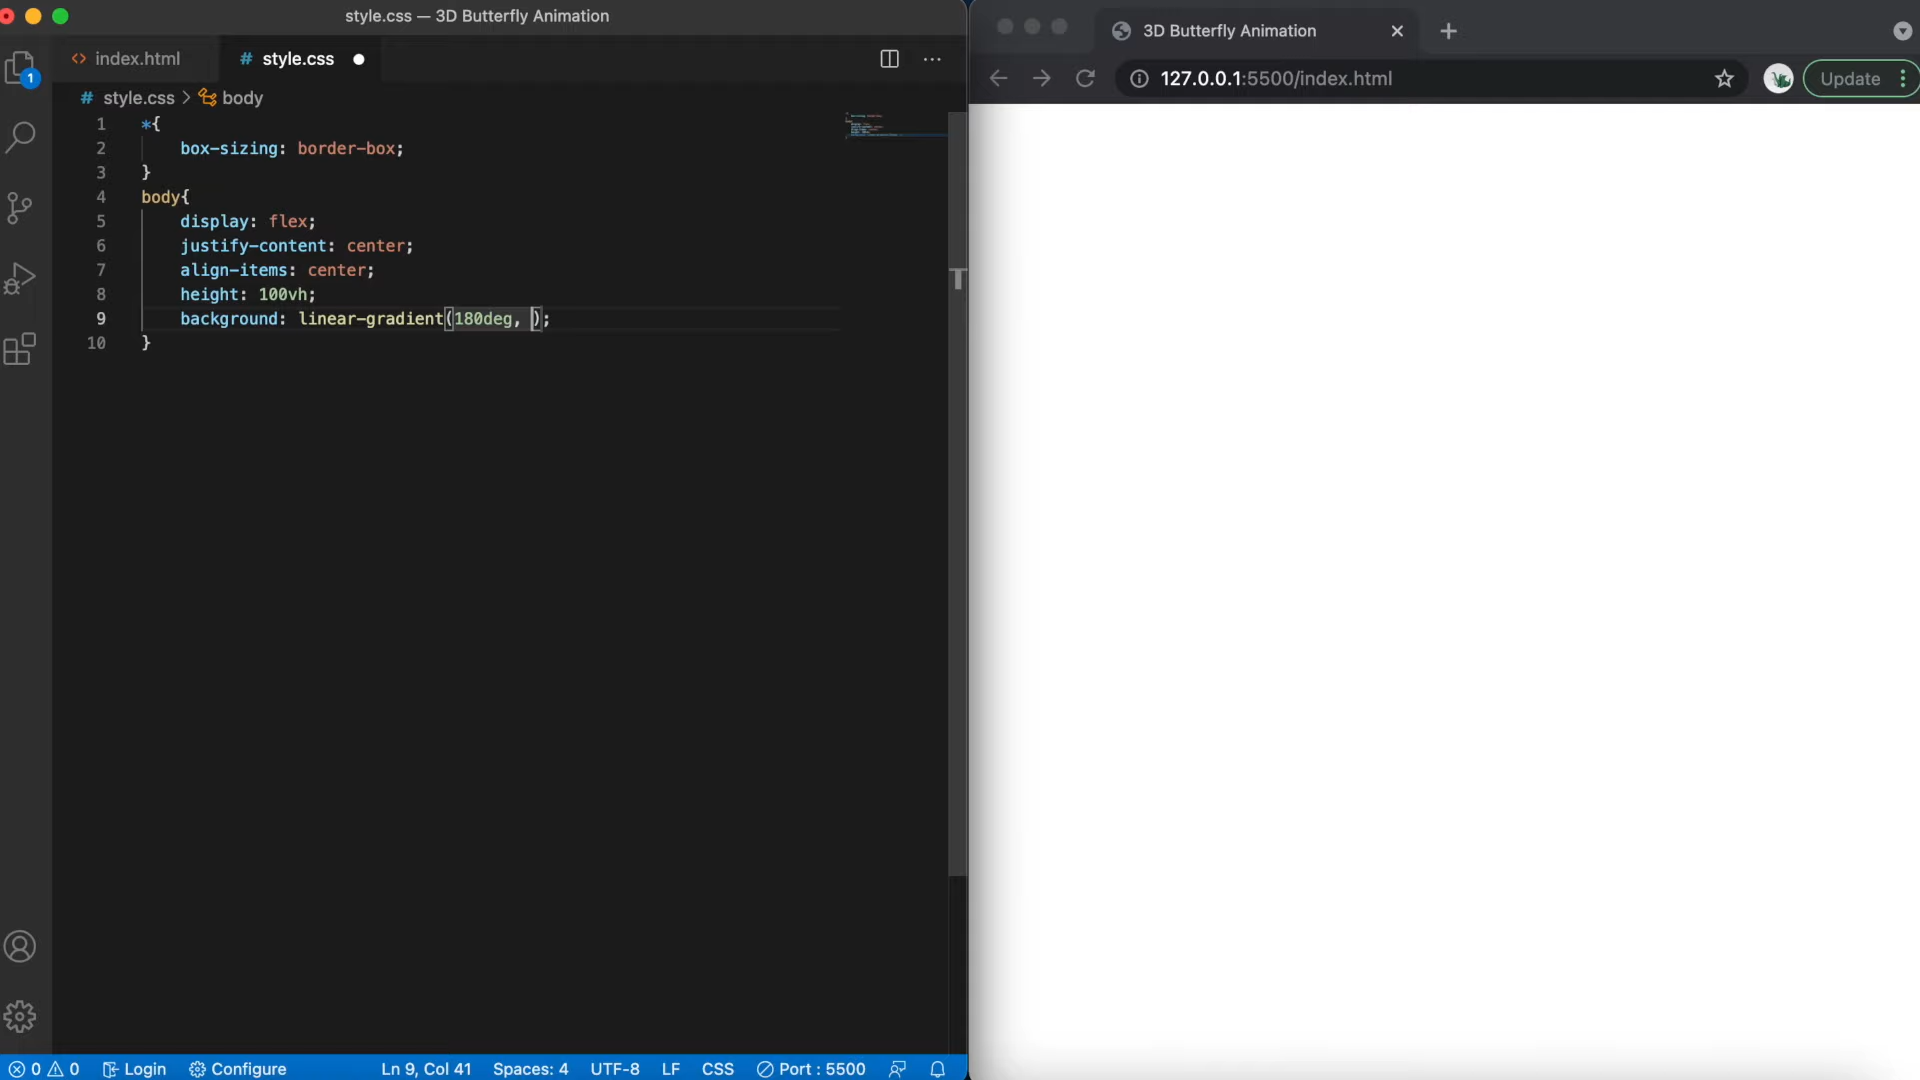 style.css — 3D Butterfly Animation
index.html
# style.css
# style.css > body
1 *{
2 box-sizing: border-box;
3 }
4 body{
5 display: flex;
6 justify-content: center;
7 align-items: center;
8 height: 100vh;
9 background: linear-gradient(180deg, );
10 }
1
0 0 Login Configure Ln 9, Col 41 Spaces: 4 UTF-8 LF CSS Port : 5500
3D Butterfly Animation
127.0.0.1:5500/index.html Update